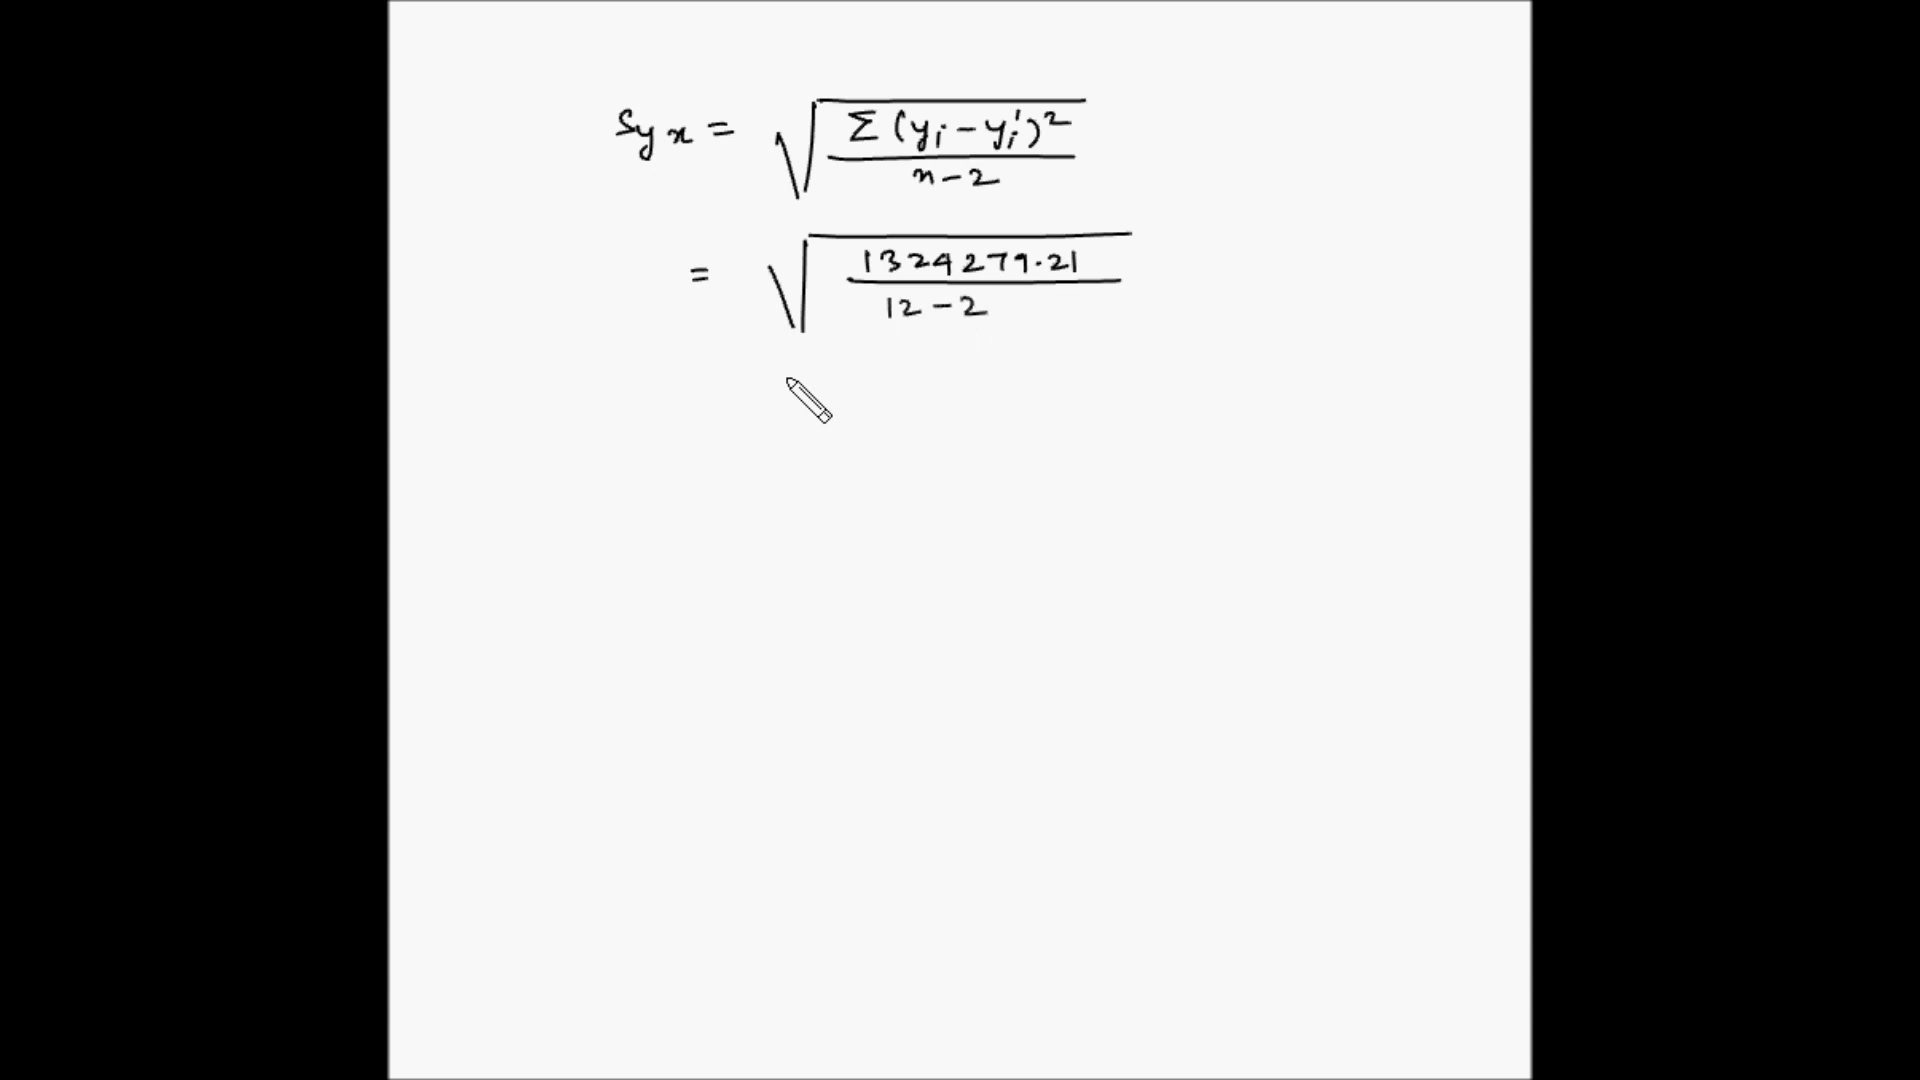 Syx = √(Σ(yi − yi')² / n−2)
= √(1324279.21 / 12−2)